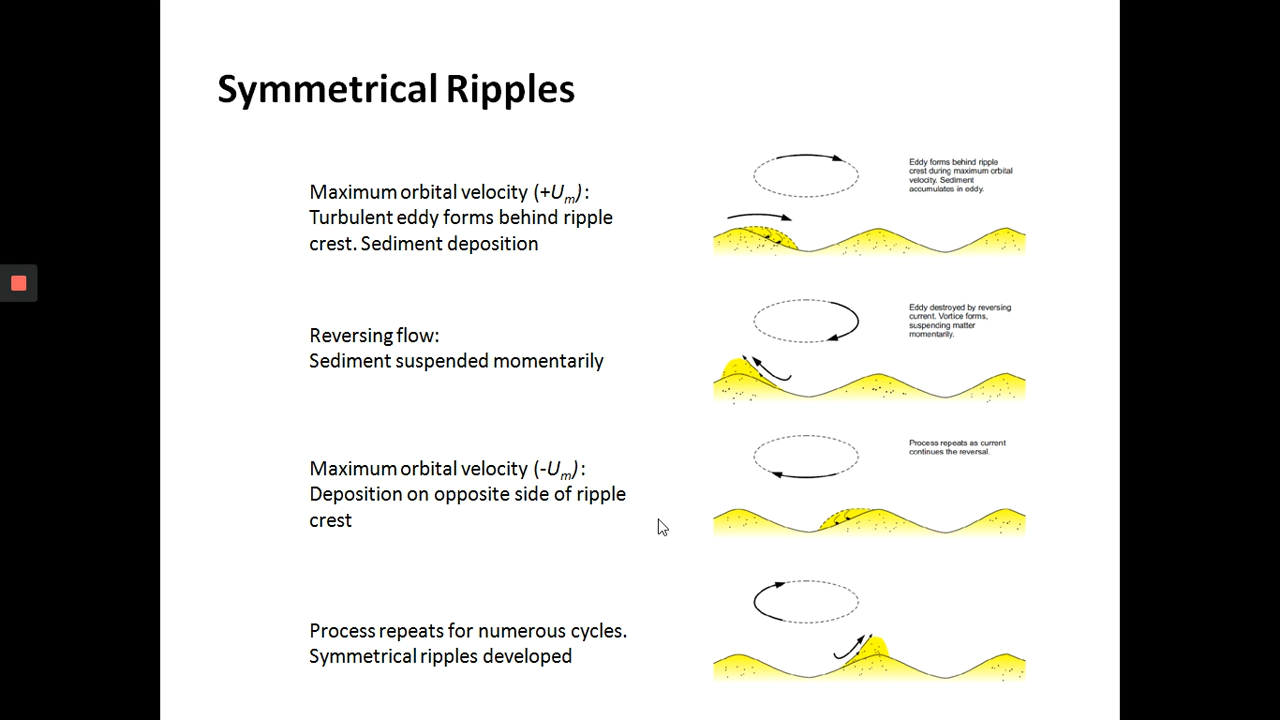 Symmetrical Ripples
Maximum orbital velocity (+Um):
Turbulent eddy forms behind ripple
crest. Sediment deposition
Eddy forms behind ripple
crest during maximum orbital
velocity. Sediment
accumulates in eddy.
Reversing flow:
Sediment suspended momentarily
Eddy destroyed by reversing
current. Vortice forms,
suspending matter
momentarily.
Maximum orbital velocity (-Um):
Deposition on opposite side of ripple
crest
Process repeats as current
continues the reversal.
Process repeats for numerous cycles.
Symmetrical ripples developed